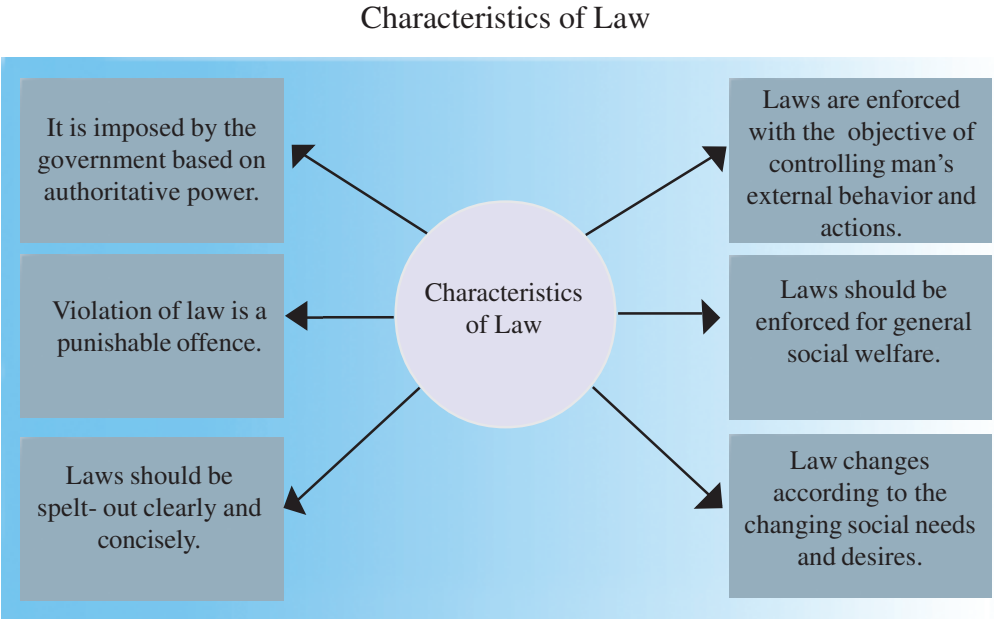 Characteristics of Law
It is imposed by the
government based on
authoritative power.
Violation of law is a
punishable offence.
Laws should be
spelt- out clearly and
concisely.
Characteristics
of Law
Laws are enforced
with the objective of
controlling man's
external behavior and
actions.
Laws should be
enforced for general
social welfare.
Law changes
according to the
changing social needs
and desires.